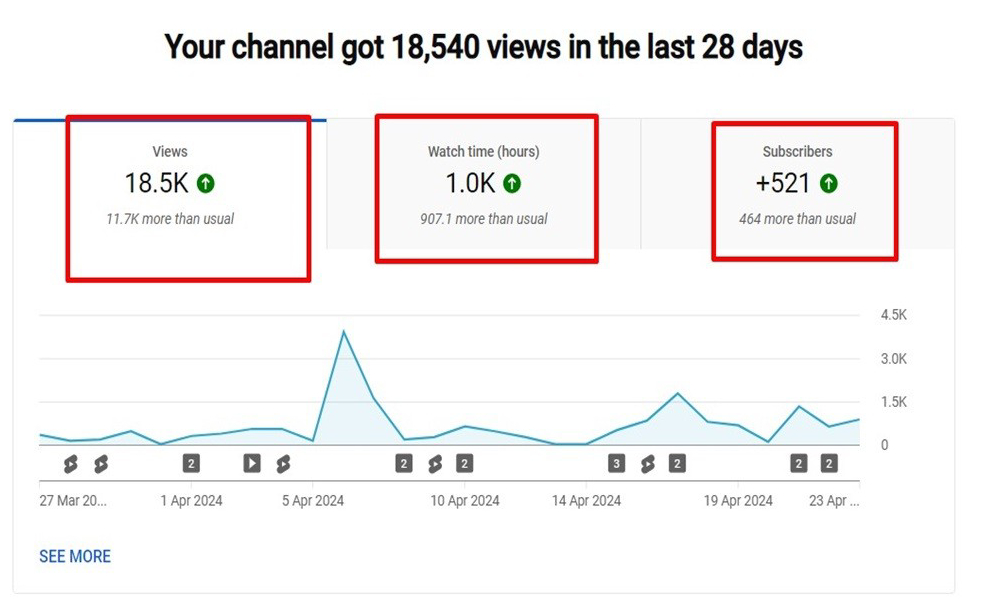 Your channel got 18,540 views in the last 28 days
Views
18.5K
11.7K more than usual
Watch time (hours)
1.0K
907.1 more than usual
Subscribers
+521
464 more than usual
4.5K
3.0K
1.5K
0
2 2 2 3 2 2 2
27 Mar 20... 1 Apr 2024 5 Apr 2024 10 Apr 2024 14 Apr 2024 19 Apr 2024 23 Apr ...
SEE MORE